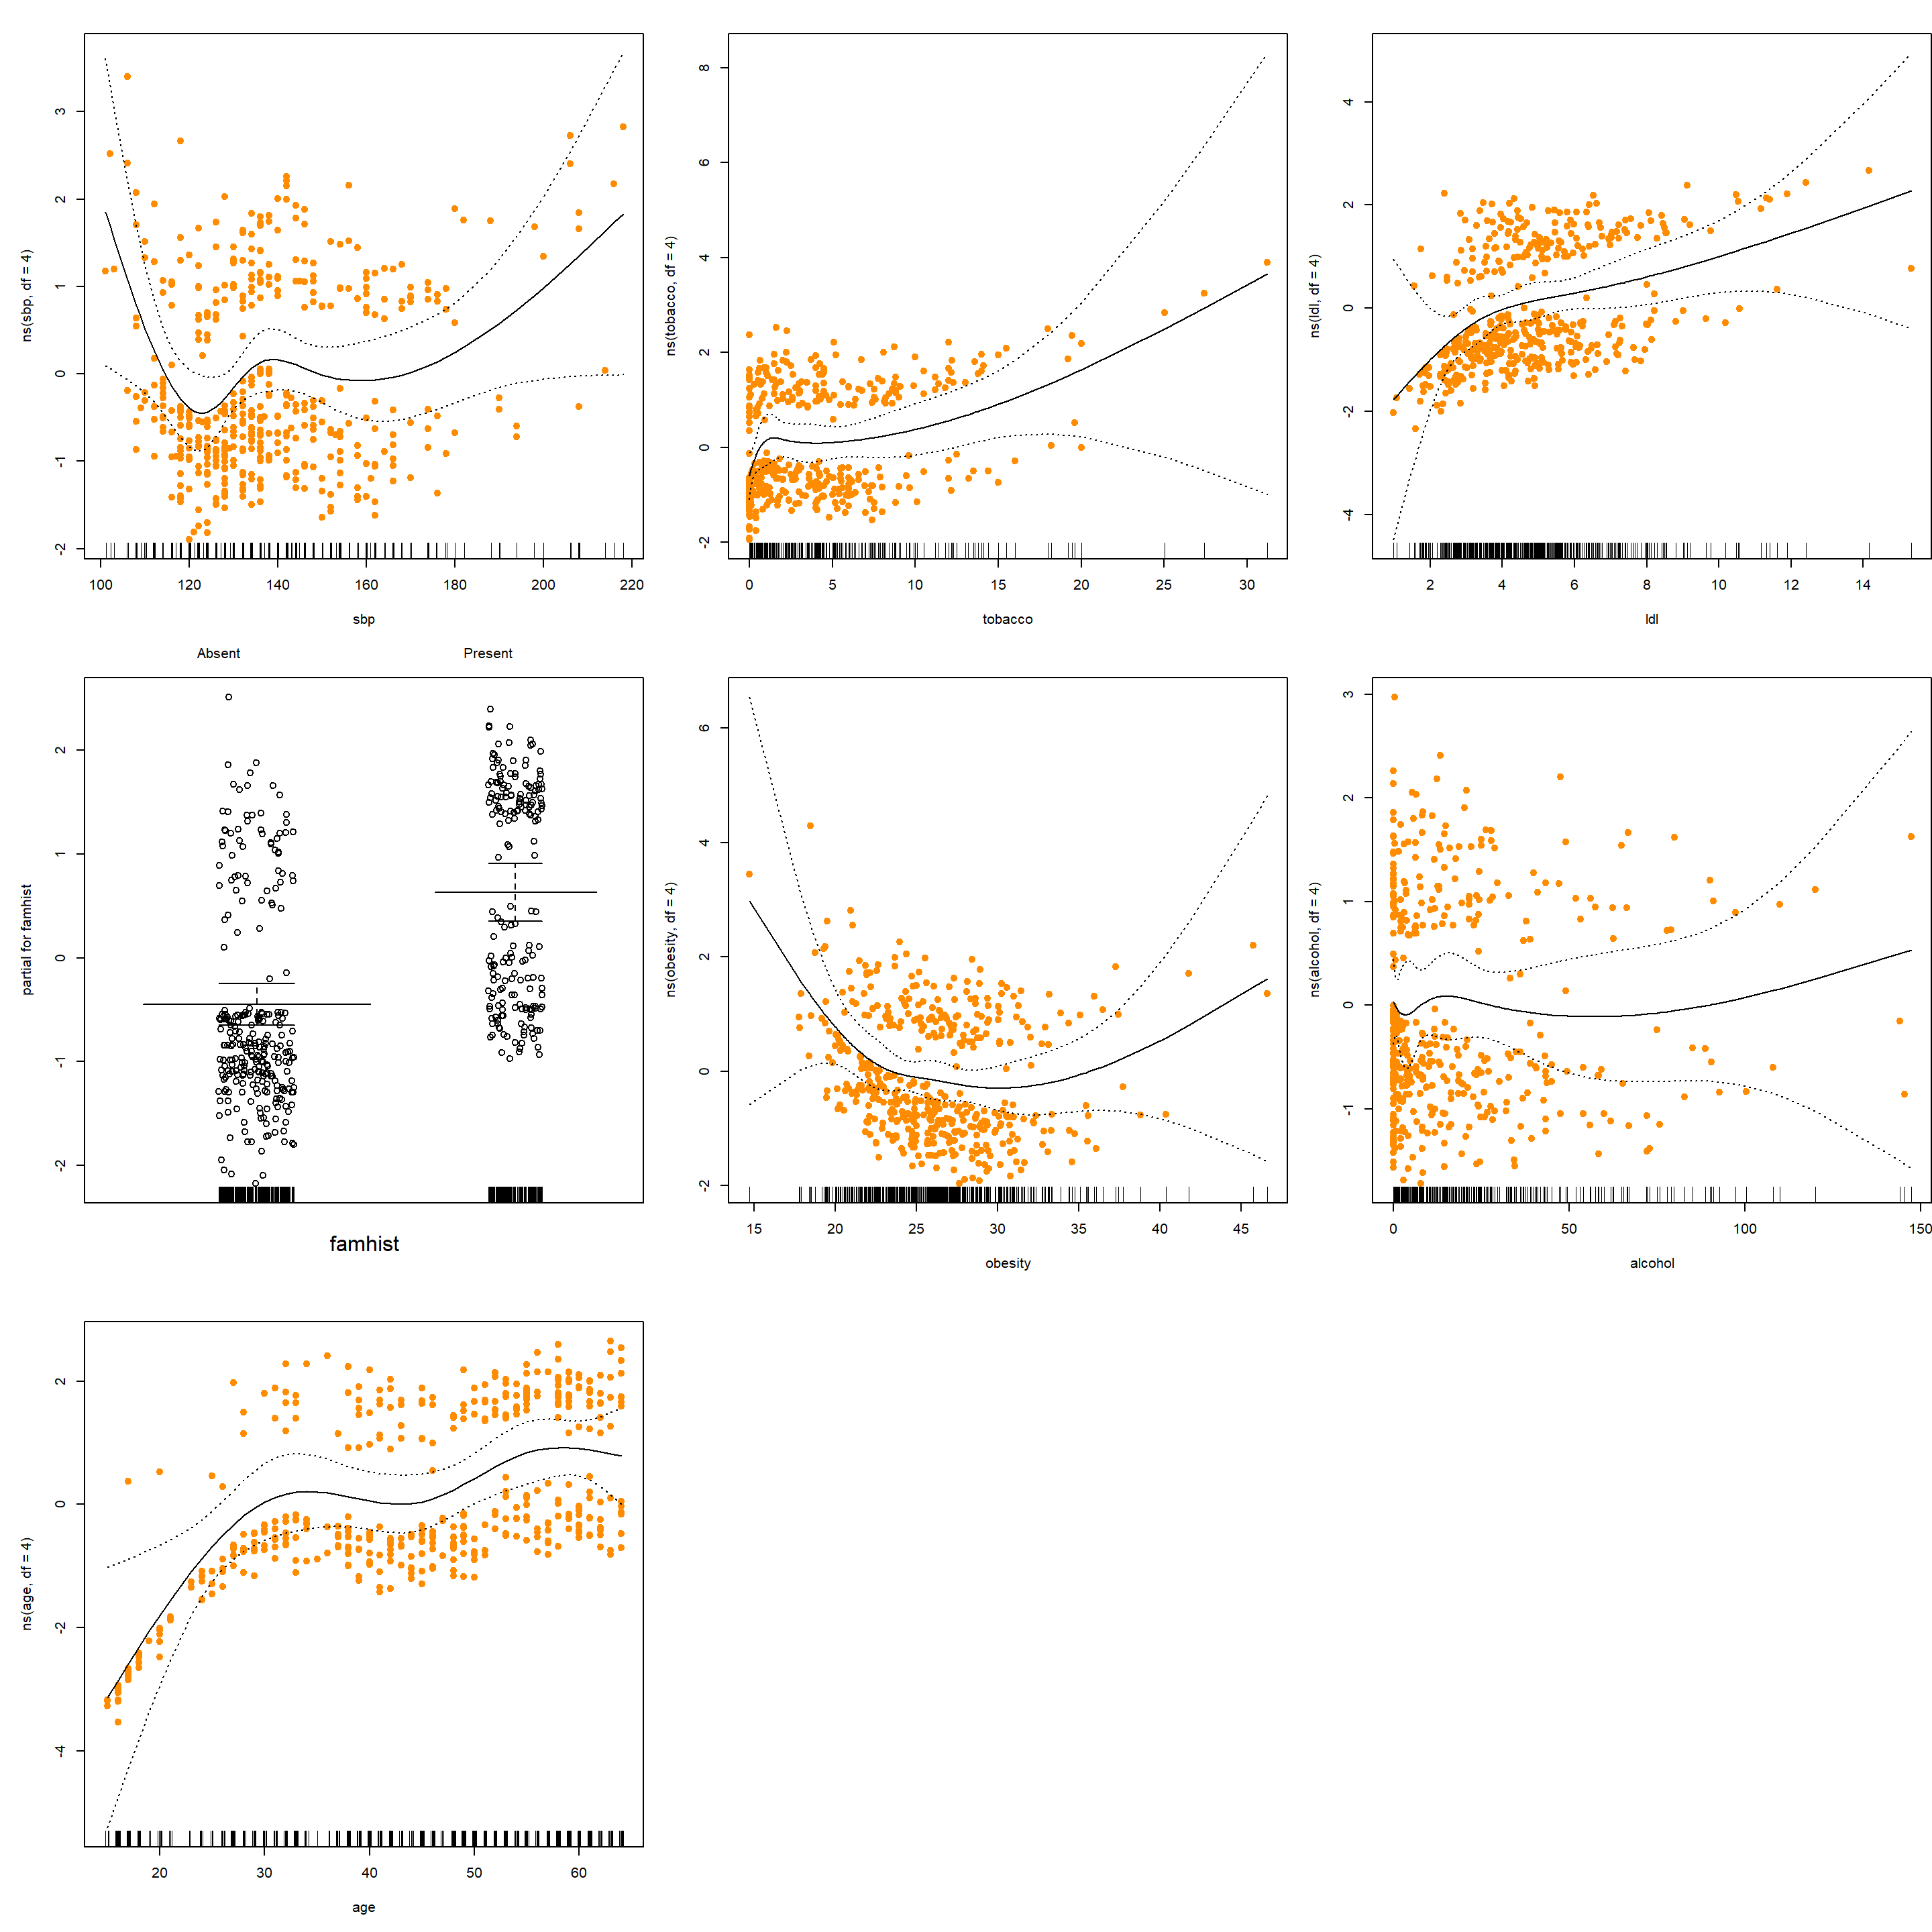 ns(sbp, df = 4)
3
2
1
0
-1
-2
100 120 140 160 180 200 220
sbp
ns(tobacco, df = 4)
8
6
4
2
0
-2
0 5 10 15 20 25 30
tobacco
ns(ldl, df = 4)
4
2
0
-2
-4
2 4 6 8 10 12 14
ldl
Absent Present
partial for famhist
2
1
0
-1
-2
famhist
ns(obesity, df = 4)
6
4
2
0
-2
15 20 25 30 35 40 45
obesity
ns(alcohol, df = 4)
3
2
1
0
-1
0 50 100 150
alcohol
ns(age, df = 4)
2
0
-2
-4
20 30 40 50 60
age